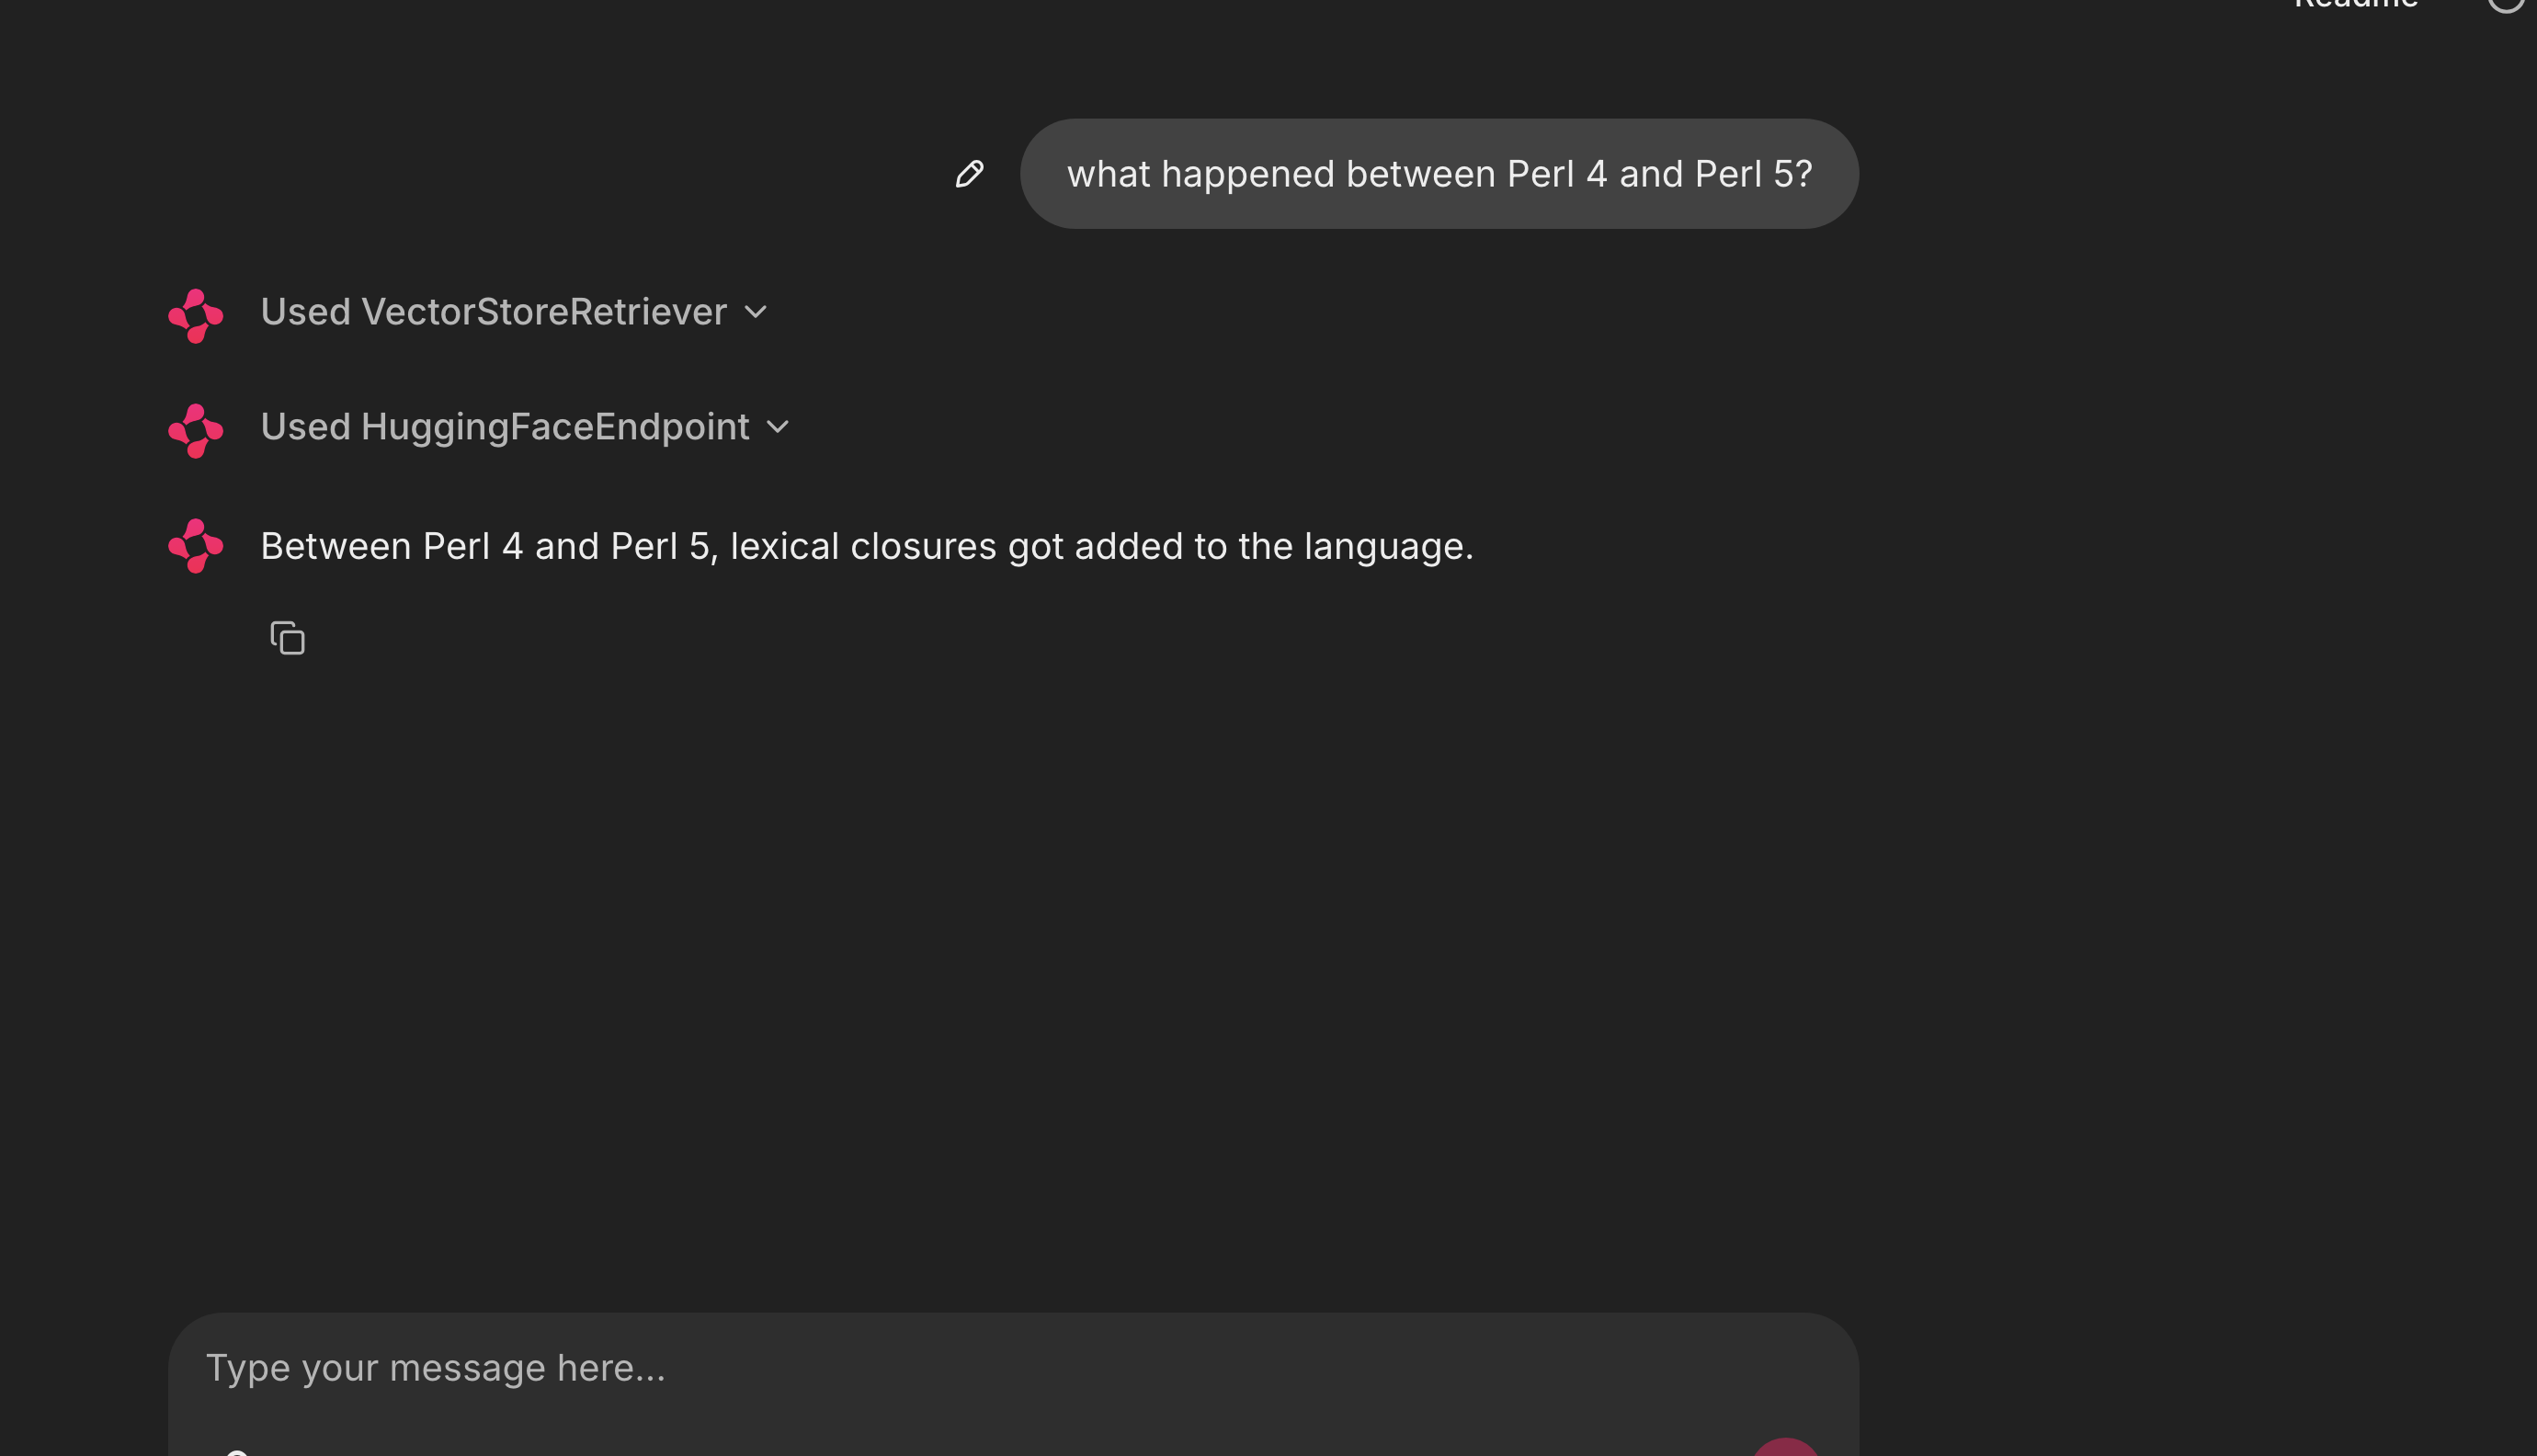 Readme
what happened between Perl 4 and Perl 5?
Used VectorStoreRetriever
Used HuggingFaceEndpoint
Between Perl 4 and Perl 5, lexical closures got added to the language.
Type your message here...